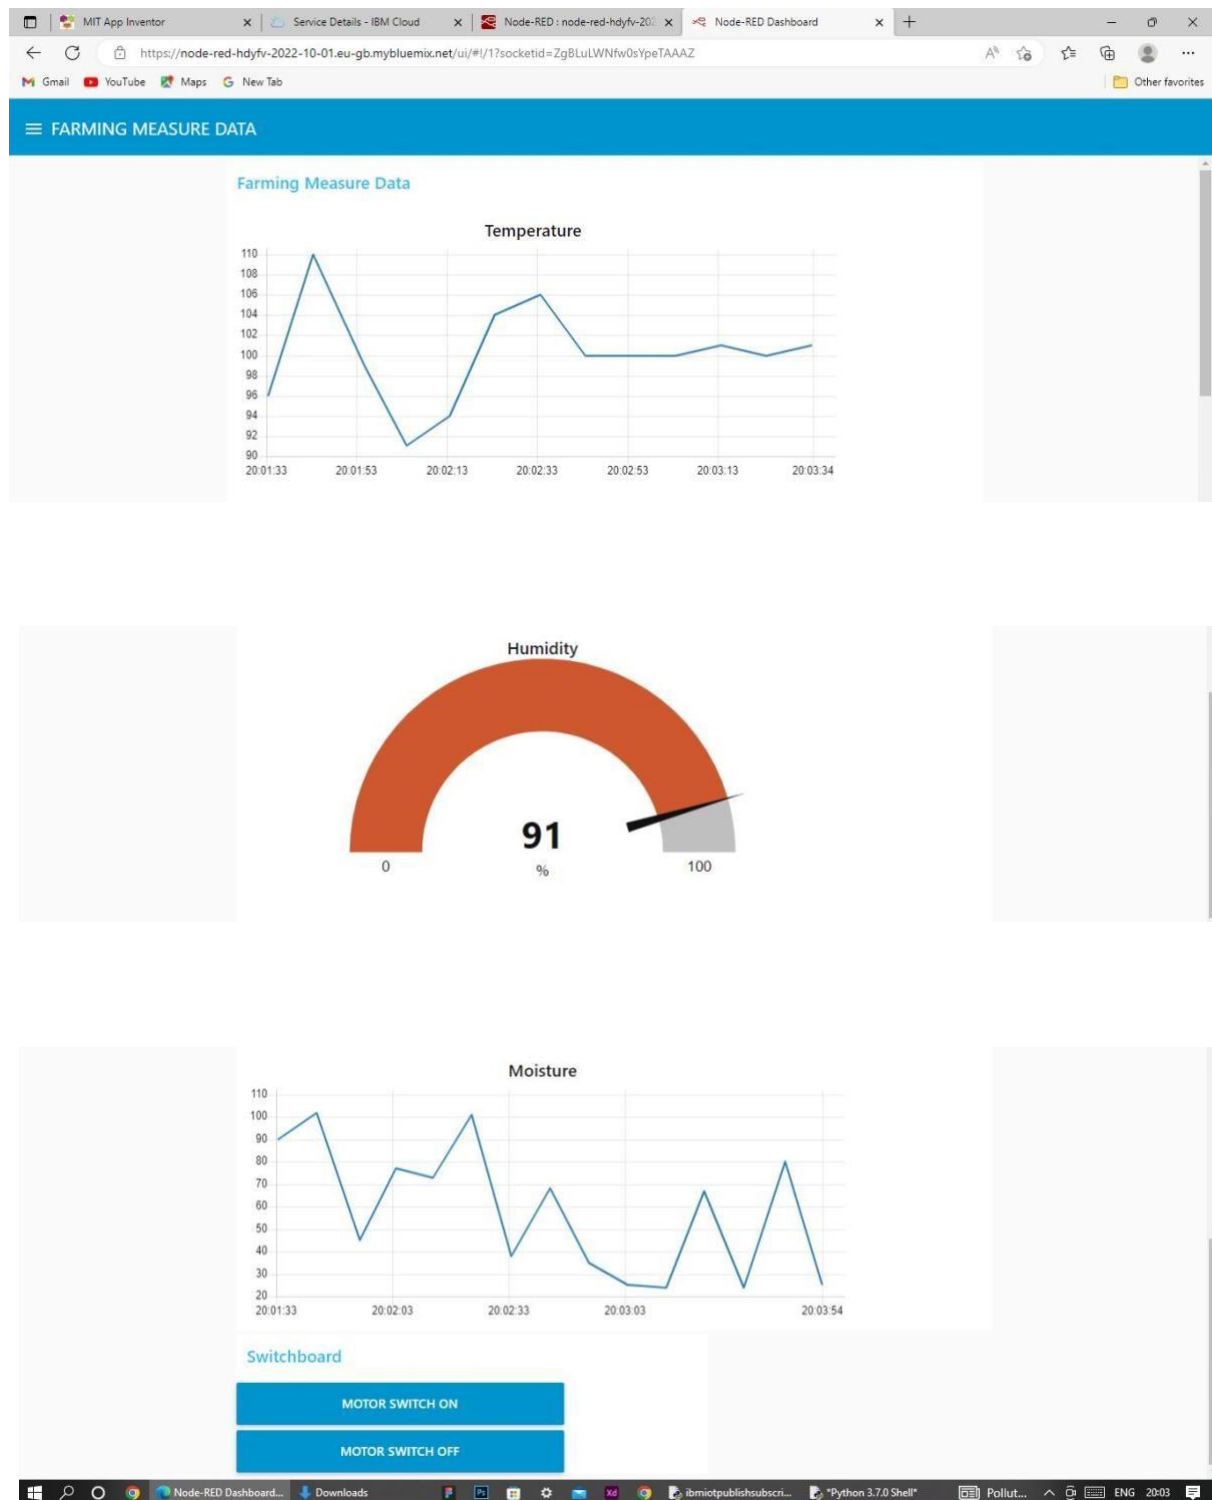 MIT App Inventor
Service Details - IBM Cloud
Node-RED : node-red-hdyfv-202
Node-RED Dashboard
https://node-red-hdyfv-2022-10-01.eu-gb.mybluemix.net/ui/#!/1?socketid=ZgBLuLWNfw0sYpeTAAAZ
Gmail YouTube Maps New Tab Other favorites
FARMING MEASURE DATA
Farming Measure Data
Temperature
110
108
106
104
102
100
98
96
94
92
90
20:01:33 20:01:53 20:02:13 20:02:33 20:02:53 20:03:13 20:03:34
Humidity
91
%
0 100
Moisture
110
100
90
80
70
60
50
40
30
20
20:01:33 20:02:03 20:02:33 20:03:03 20:03:54
Switchboard
MOTOR SWITCH ON
MOTOR SWITCH OFF
Node-RED Dashboard... Downloads Ps Xd ibmiotpublishsubscri... *Python 3.7.0 Shell* Pollut... ENG 20:03